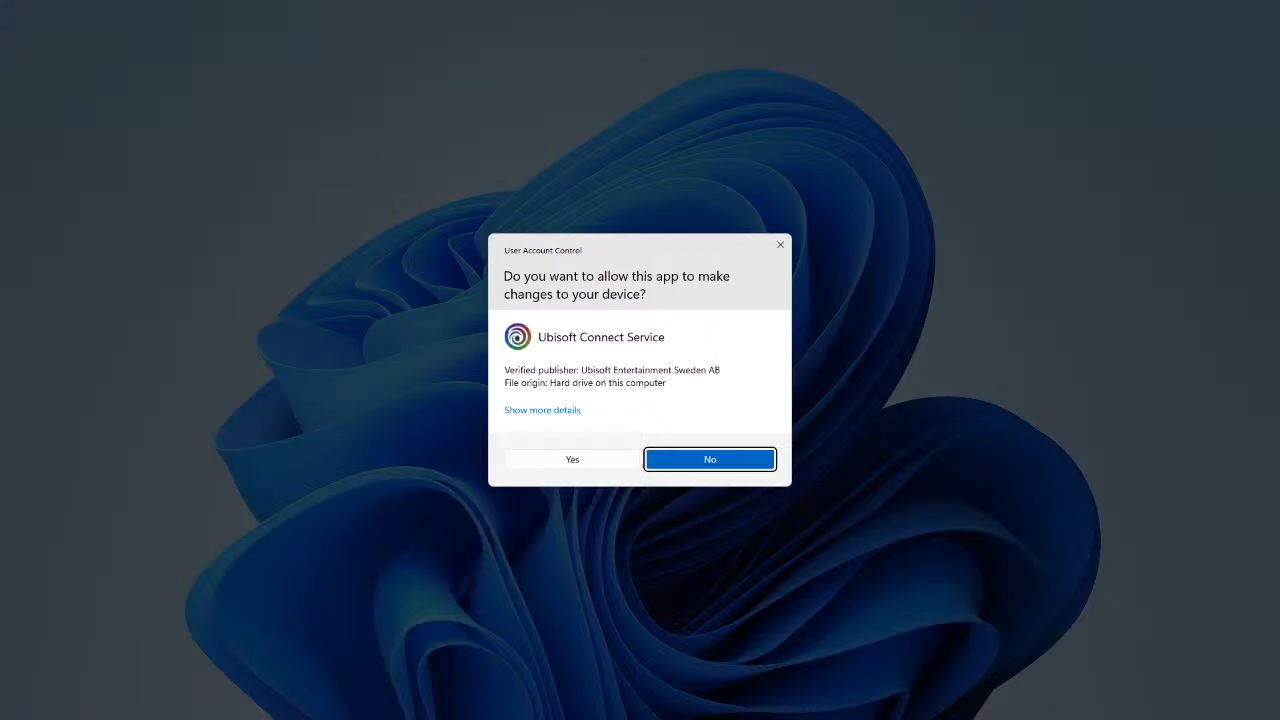 User Account Control
Do you want to allow this app to make
changes to your device?
Ubisoft Connect Service
Verified publisher: Ubisoft Entertainment Sweden AB
File origin: Hard drive on this computer
Show more details
Yes
No